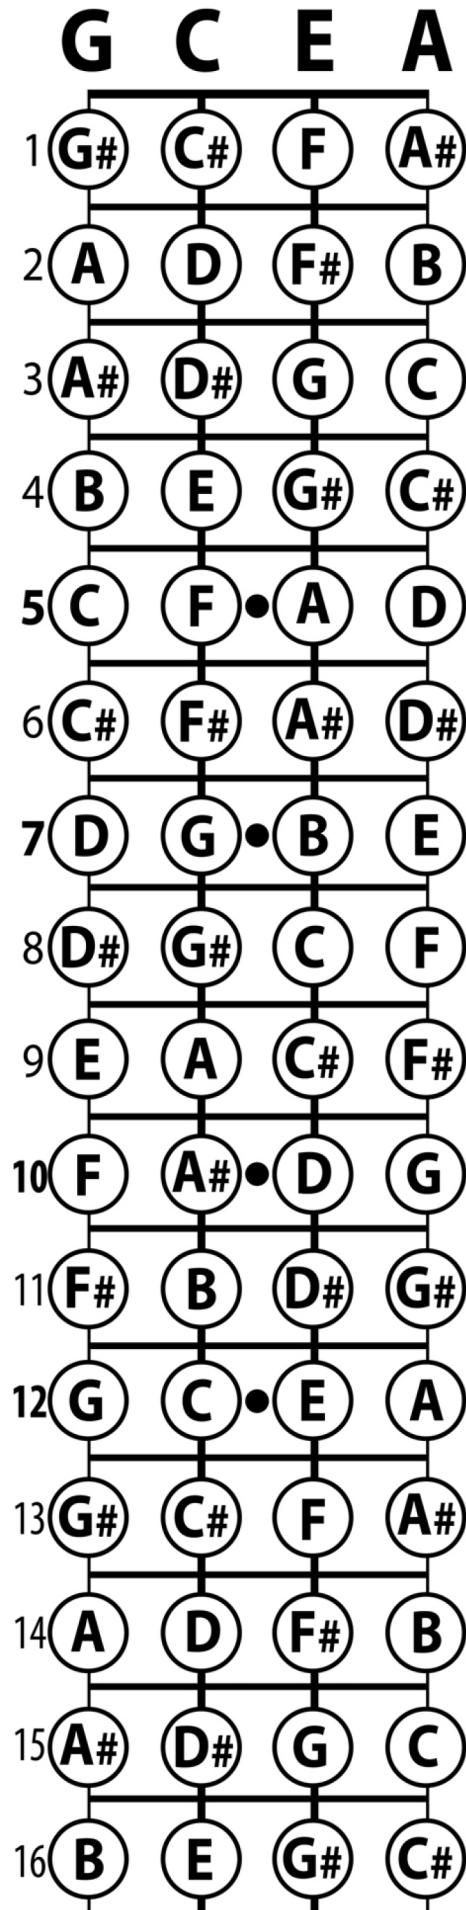 G C E A
1 G# C# F A#
2 A D F# B
3 A# D# G C
4 B E G# C#
5 C F A D
6 C# F# A# D#
7 D G B E
8 D# G# C F
9 E A C# F#
10 F A# D G
11 F# B D# G#
12 G C E A
13 G# C# F A#
14 A D F# B
15 A# D# G C
16 B E G# C#